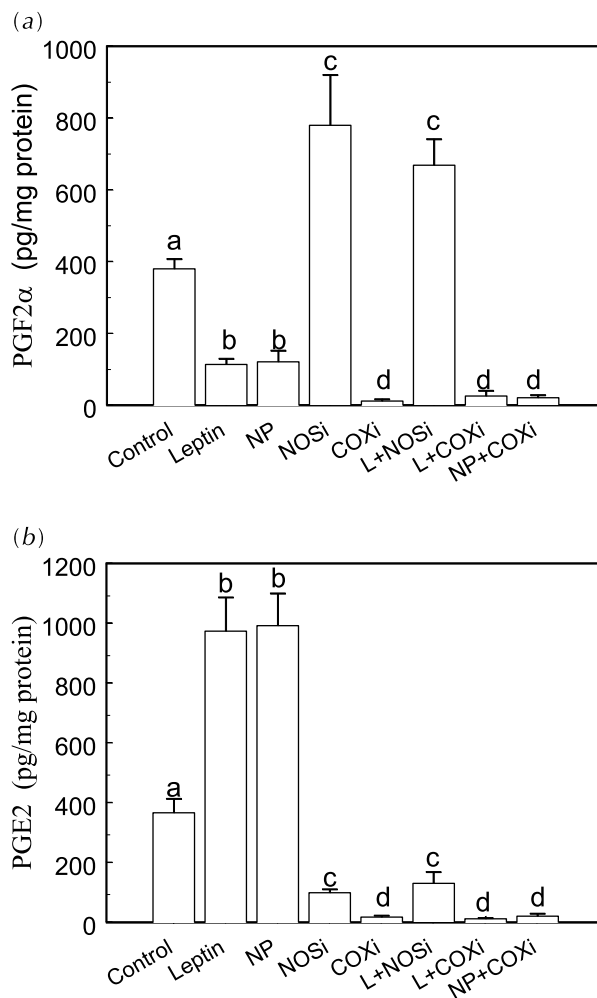 (a)
1000
800
600
400
200
0
PGF2α (pg/mg protein)
a
b
b
c
d
c
d
d
Control
Leptin
NP
NOSi
COXi
L+NOSi
L+COXi
NP+COXi
(b)
1200
1000
800
600
400
200
0
PGE2 (pg/mg protein)
a
b
b
c
d
c
d
d
Control
Leptin
NP
NOSi
COXi
L+NOSi
L+COXi
NP+COXi